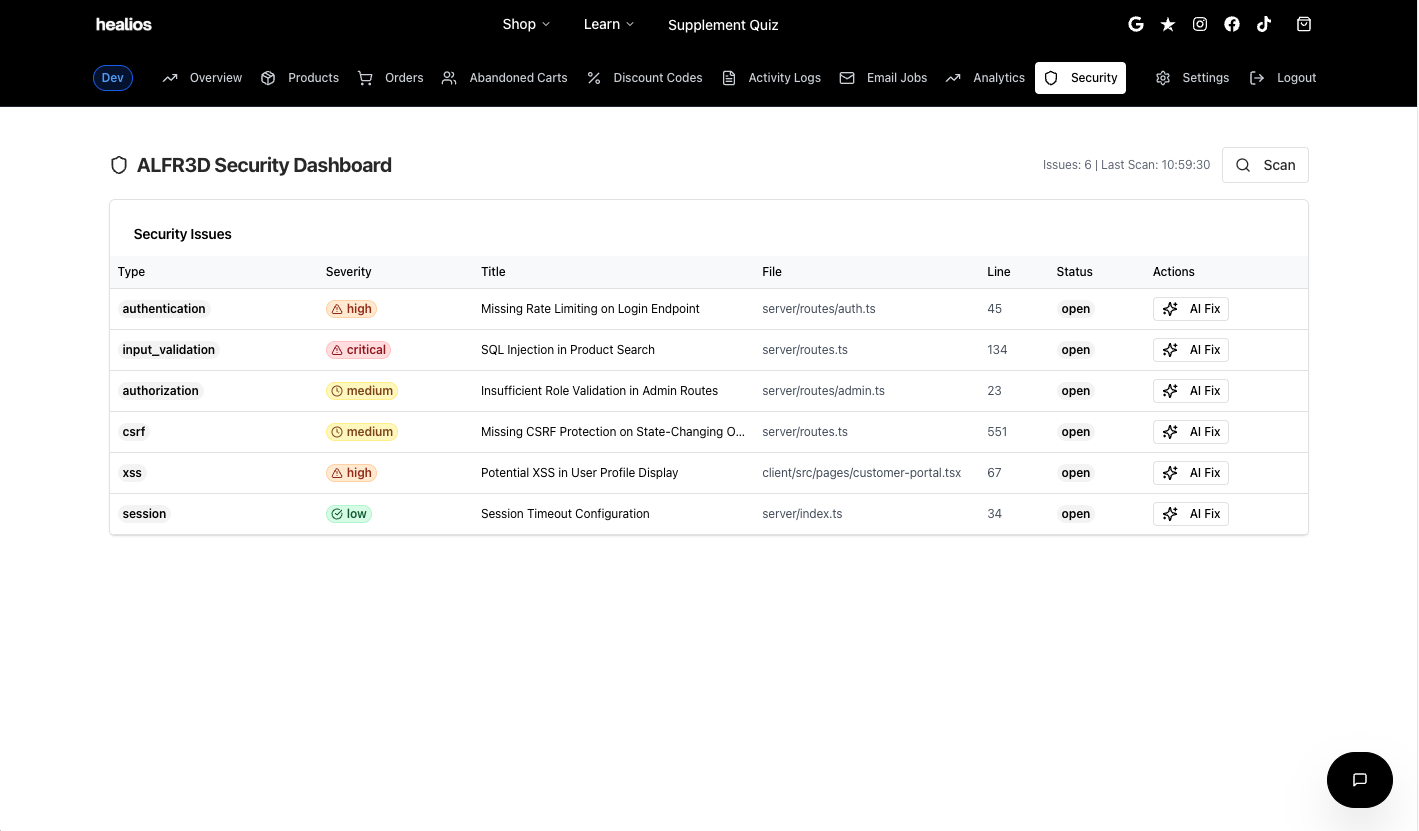 healios Shop Learn Supplement Quiz
Dev Overview Products Orders Abandoned Carts Discount Codes Activity Logs Email Jobs Analytics Security Settings Logout
ALFR3D Security Dashboard Issues: 6 | Last Scan: 10:59:30 Scan
Security Issues
Type Severity Title File Line Status Actions
authentication high Missing Rate Limiting on Login Endpoint server/routes/auth.ts 45 open AI Fix
input_validation critical SQL Injection in Product Search server/routes.ts 134 open AI Fix
authorization medium Insufficient Role Validation in Admin Routes server/routes/admin.ts 23 open AI Fix
csrf medium Missing CSRF Protection on State-Changing O... server/routes.ts 551 open AI Fix
xss high Potential XSS in User Profile Display client/src/pages/customer-portal.tsx 67 open AI Fix
session low Session Timeout Configuration server/index.ts 34 open AI Fix